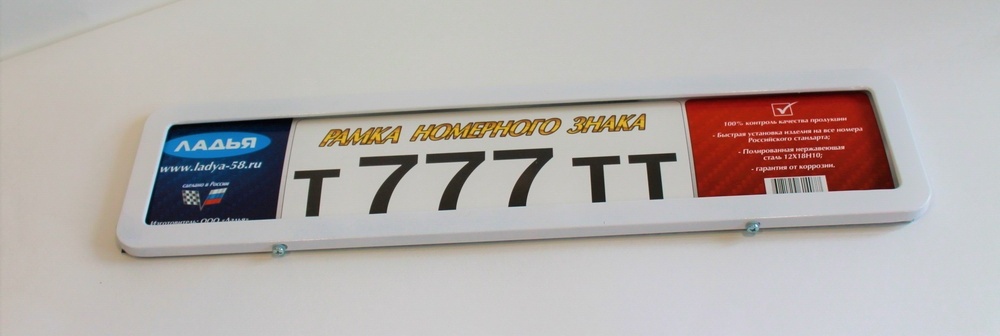 ЛАДЬЯ
www.ladya-58.ru
сделано в России
Изготовитель: ООО «Ладья»
РАМКА НОМЕРНОГО ЗНАКА
Т 777 ТТ
100% контроль качества продукции
- Быстрая установка изделия на все номера
Российского стандарта;
- Полированная нержавеющая
сталь 12Х18Н10;
- гарантия от коррозии.